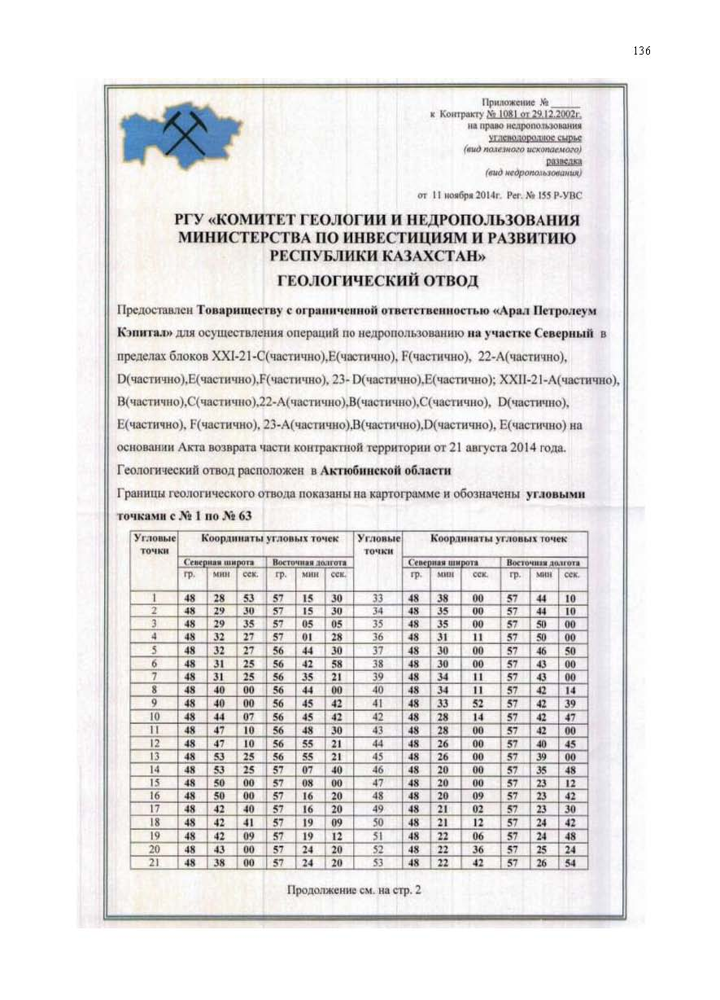 136
Приложение № ______
к Контракту № 1081 от 29.12.2002г.
на право недропользования
углеводородное сырье
(вид полезного ископаемого)
разведка
(вид недропользования)
от 11 ноября 2014г. Рег. № 155 Р-УВС
РГУ «КОМИТЕТ ГЕОЛОГИИ И НЕДРОПОЛЬЗОВАНИЯ
МИНИСТЕРСТВА ПО ИНВЕСТИЦИЯМ И РАЗВИТИЮ
РЕСПУБЛИКИ КАЗАХСТАН»
ГЕОЛОГИЧЕСКИЙ ОТВОД
Предоставлен Товариществу с ограниченной ответственностью «Арал Петролеум
Кэпитал» для осуществления операций по недропользованию на участке Северный в
пределах блоков XXI-21-C(частично),E(частично), F(частично), 22-A(частично),
D(частично),E(частично),F(частично), 23- D(частично),E(частично); XXII-21-A(частично),
B(частично),C(частично),22-A(частично),B(частично),C(частично), D(частично),
E(частично), F(частично), 23-A(частично),B(частично),D(частично), E(частично) на
основании Акта возврата части контрактной территории от 21 августа 2014 года.
Геологический отвод расположен в Актюбинской области
Границы геологического отвода показаны на картограмме и обозначены угловыми
точками с № 1 по № 63
Угловые Координаты угловых точек Угловые Координаты угловых точек
точки точки
Северная широта Восточная долгота Северная широта Восточная долгота
гр. мин сек. гр. мин сек. гр. мин сек. гр. мин сек.
1 48 28 53 57 15 30 33 48 38 00 57 44 10
2 48 29 30 57 15 30 34 48 35 00 57 44 10
3 48 29 35 57 05 05 35 48 35 00 57 50 00
4 48 32 27 57 01 28 36 48 31 11 57 50 00
5 48 32 27 56 44 30 37 48 30 00 57 46 50
6 48 31 25 56 42 58 38 48 30 00 57 43 00
7 48 31 25 56 35 21 39 48 34 11 57 43 00
8 48 40 00 56 44 00 40 48 34 11 57 42 14
9 48 40 00 56 45 42 41 48 33 52 57 42 39
10 48 44 07 56 45 42 42 48 28 14 57 42 47
11 48 47 10 56 48 30 43 48 28 00 57 42 00
12 48 47 10 56 55 21 44 48 26 00 57 40 45
13 48 53 25 56 55 21 45 48 26 00 57 39 00
14 48 53 25 57 07 40 46 48 20 00 57 35 48
15 48 50 00 57 08 00 47 48 20 00 57 23 12
16 48 50 00 57 16 20 48 48 20 09 57 23 42
17 48 42 40 57 16 20 49 48 21 02 57 23 30
18 48 42 41 57 19 09 50 48 21 12 57 24 42
19 48 42 09 57 19 12 51 48 22 06 57 24 48
20 48 43 00 57 24 20 52 48 22 36 57 25 24
21 48 38 00 57 24 20 53 48 22 42 57 26 54
Продолжение см. на стр. 2